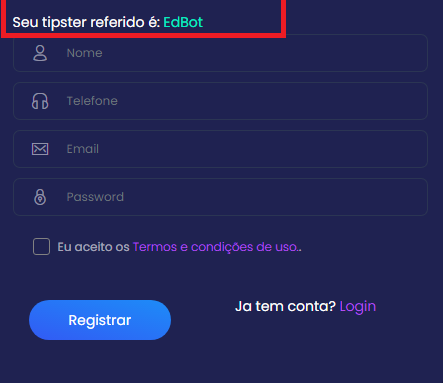 Seu tipster referido é: EdBot
Nome
Telefone
Email
Password
Eu aceito os Termos e condições de uso..
Registrar
Ja tem conta? Login